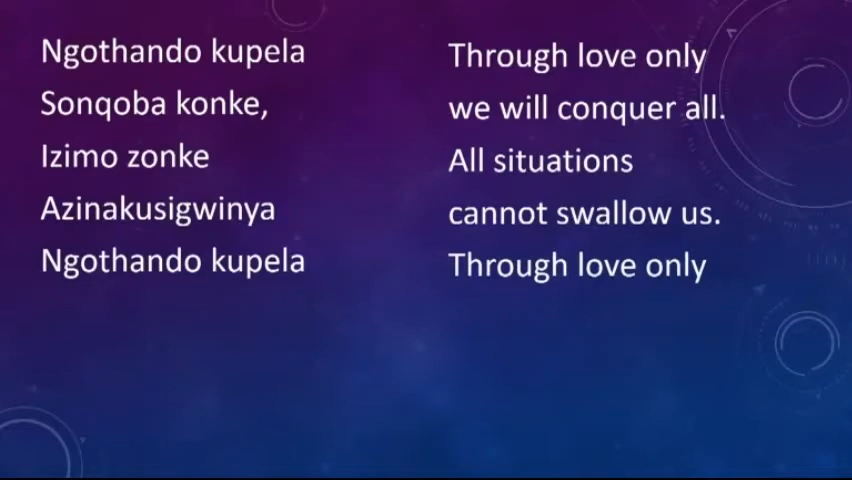 Ngothando kupela
Sonqoba konke,
Izimo zonke
Azinakusigwinya
Ngothando kupela
Through love only
we will conquer all.
All situations
cannot swallow us.
Through love only